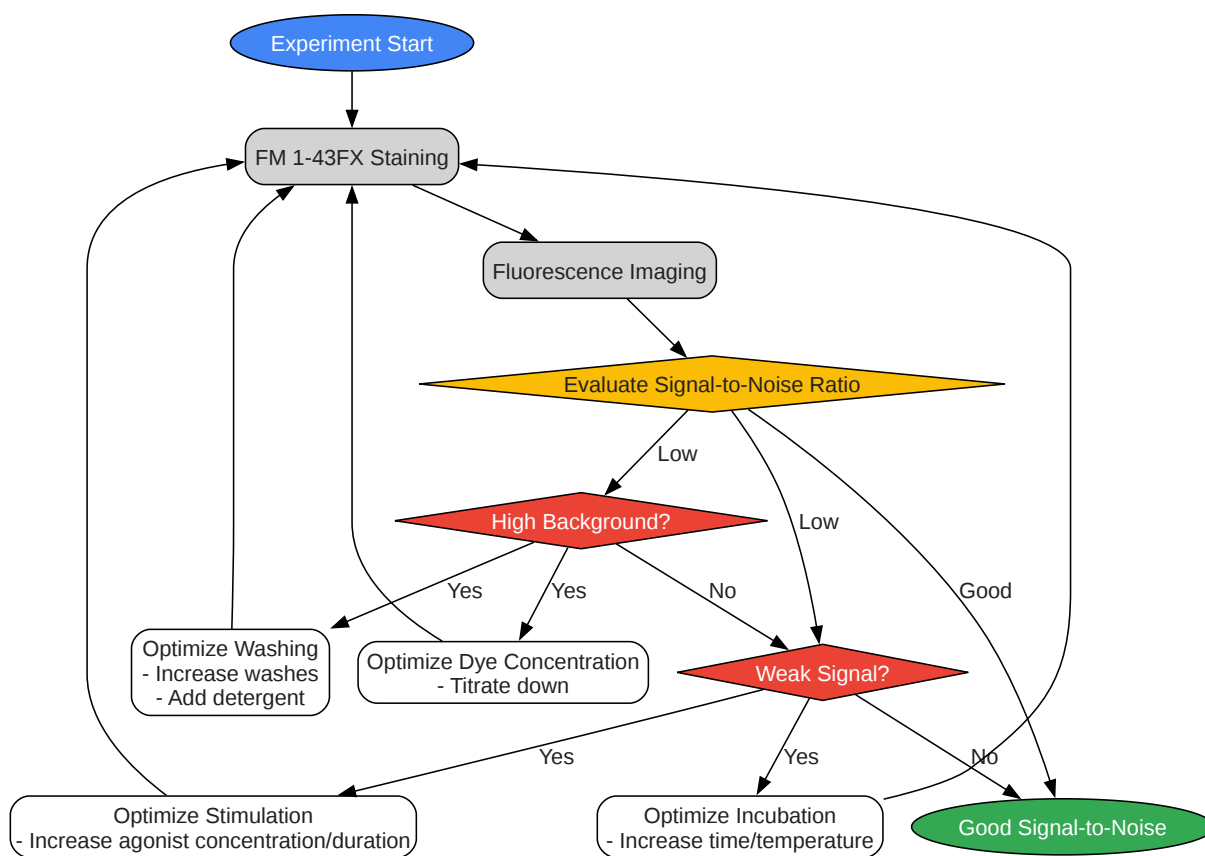 Experiment Start
FM 1-43FX Staining
Fluorescence Imaging
Evaluate Signal-to-Noise Ratio
Low
High Background?
Low
Yes
Yes
No
Good
Optimize Washing
- Increase washes
- Add detergent
Optimize Dye Concentration
- Titrate down
Weak Signal?
Yes
Yes
No
Optimize Stimulation
- Increase agonist concentration/duration
Optimize Incubation
- Increase time/temperature
Good Signal-to-Noise